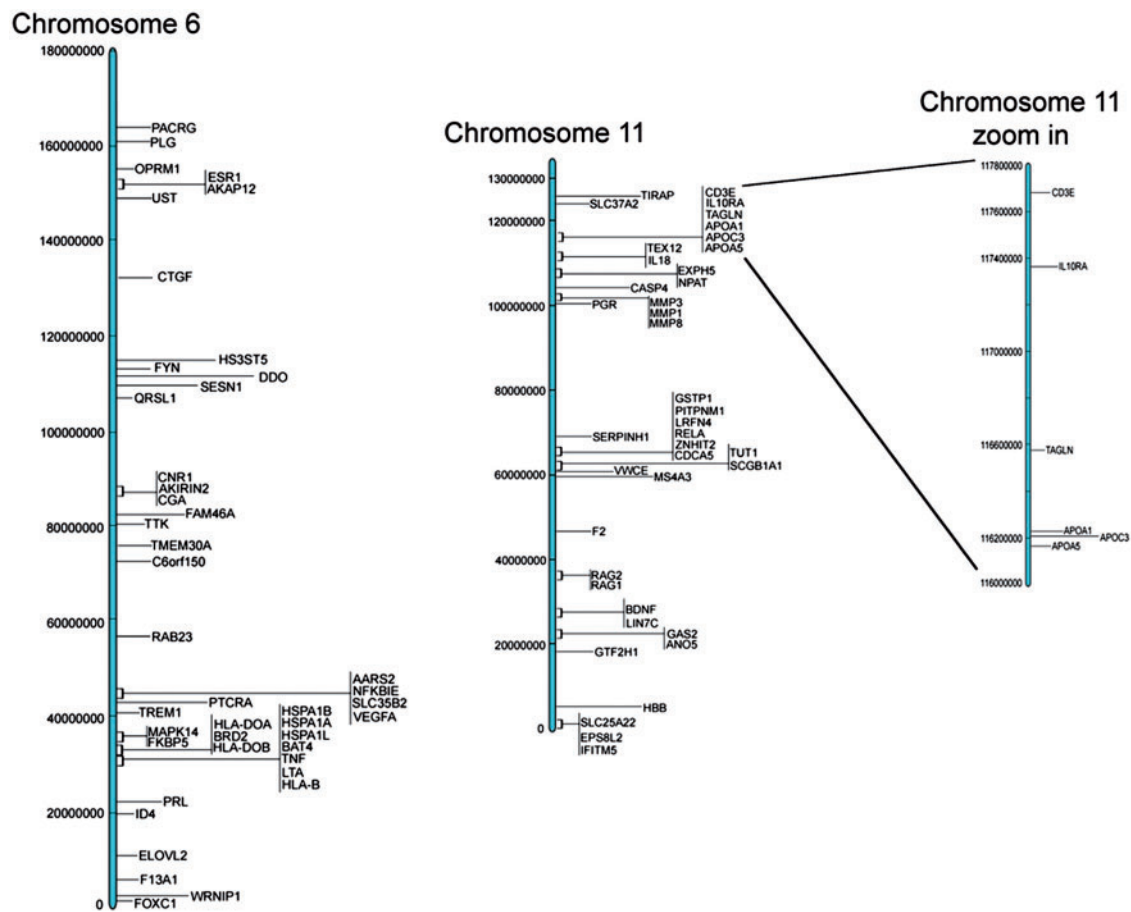 Chromosome 6
180000000
PACRG
160000000
PLG
OPRM1
ESR1
AKAP12
UST
140000000
CTGF
120000000
HS3ST5
FYN
DDO
SESN1
QRSL1
100000000
CNR1
AKIRIN2
CGA
FAM46A
80000000
TTK
TMEM30A
C6orf150
60000000
RAB23
AARS2
NFKBIE
SLC35B2
VEGFA
PTCRA
TREM1
40000000
MAPK14
FKBP5
HLA-DOA
BRD2
HLA-DOB
HSPA1B
HSPA1A
HSPA1L
BAT4
TNF
LTA
HLA-B
PRL
20000000
ID4
ELOVL2
F13A1
WRNIP1
FOXC1
0
Chromosome 11
130000000
TIRAP
SLC37A2
120000000
CD3E
IL10RA
TAGLN
APOA1
APOC3
APOA5
TEX12
IL18
EXPH5
NPAT
CASP4
100000000
PGR
MMP3
MMP1
MMP8
80000000
GSTP1
PITPNM1
LRFN4
RELA
ZNHIT2
CDCA5
SERPINH1
TUT1
SCGB1A1
VWCE
60000000
MS4A3
F2
40000000
RAG2
RAG1
BDNF
LIN7C
GAS2
ANO5
20000000
GTF2H1
HBB
0
SLC25A22
EPS8L2
IFITM5
Chromosome 11
zoom in
117800000
CD3E
117600000
117400000
IL10RA
117000000
116600000
TAGLN
APOA1
116200000
APOC3
APOA5
116000000